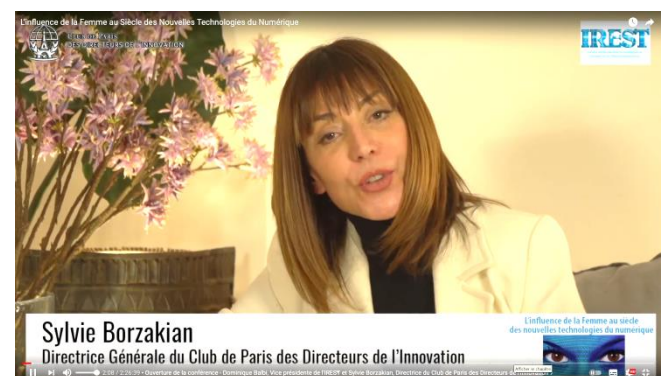 L'influence de la Femme au Siècle des Nouvelles Technologies du Numérique
CLUB DE PARIS
DES DIRECTEURS DE L'INNOVATION
IREST
Sylvie Borzakian
Directrice Générale du Club de Paris des Directeurs de l'Innovation
L'influence de la Femme au siècle
des nouvelles technologies du numérique
Afficher le chapitre
2:08 / 2:26:39 • Ouverture de la conférence - Dominique Balbi, Vice présidente de l'IREST et Sylvie Borzakian, Directrice du Club de Paris des Directeurs de